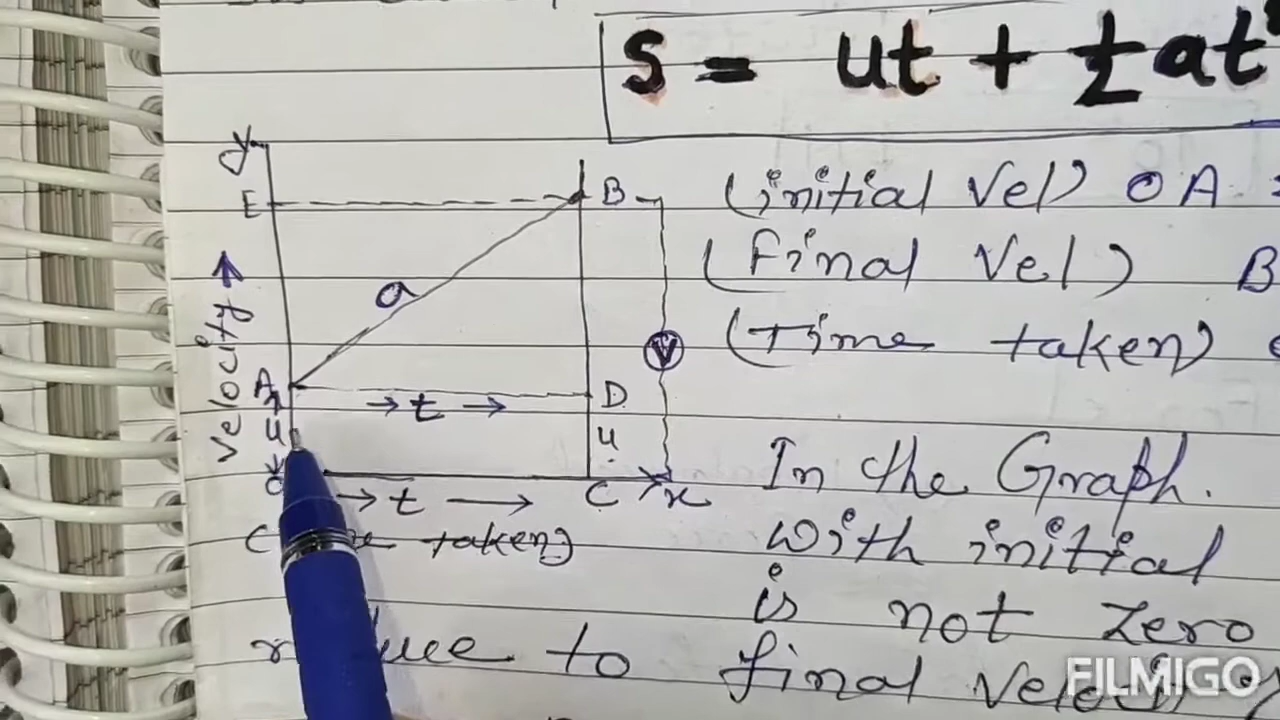 s = ut + ½at²
y
E B
(initial Vel) OA =
(Final Vel) B
a
Velocity
V
(Time taken)
A D
→ t →
u u
C x
→ t →
In the Graph.
taken)
with initial
is not zero
to final velocity
FILMIGO